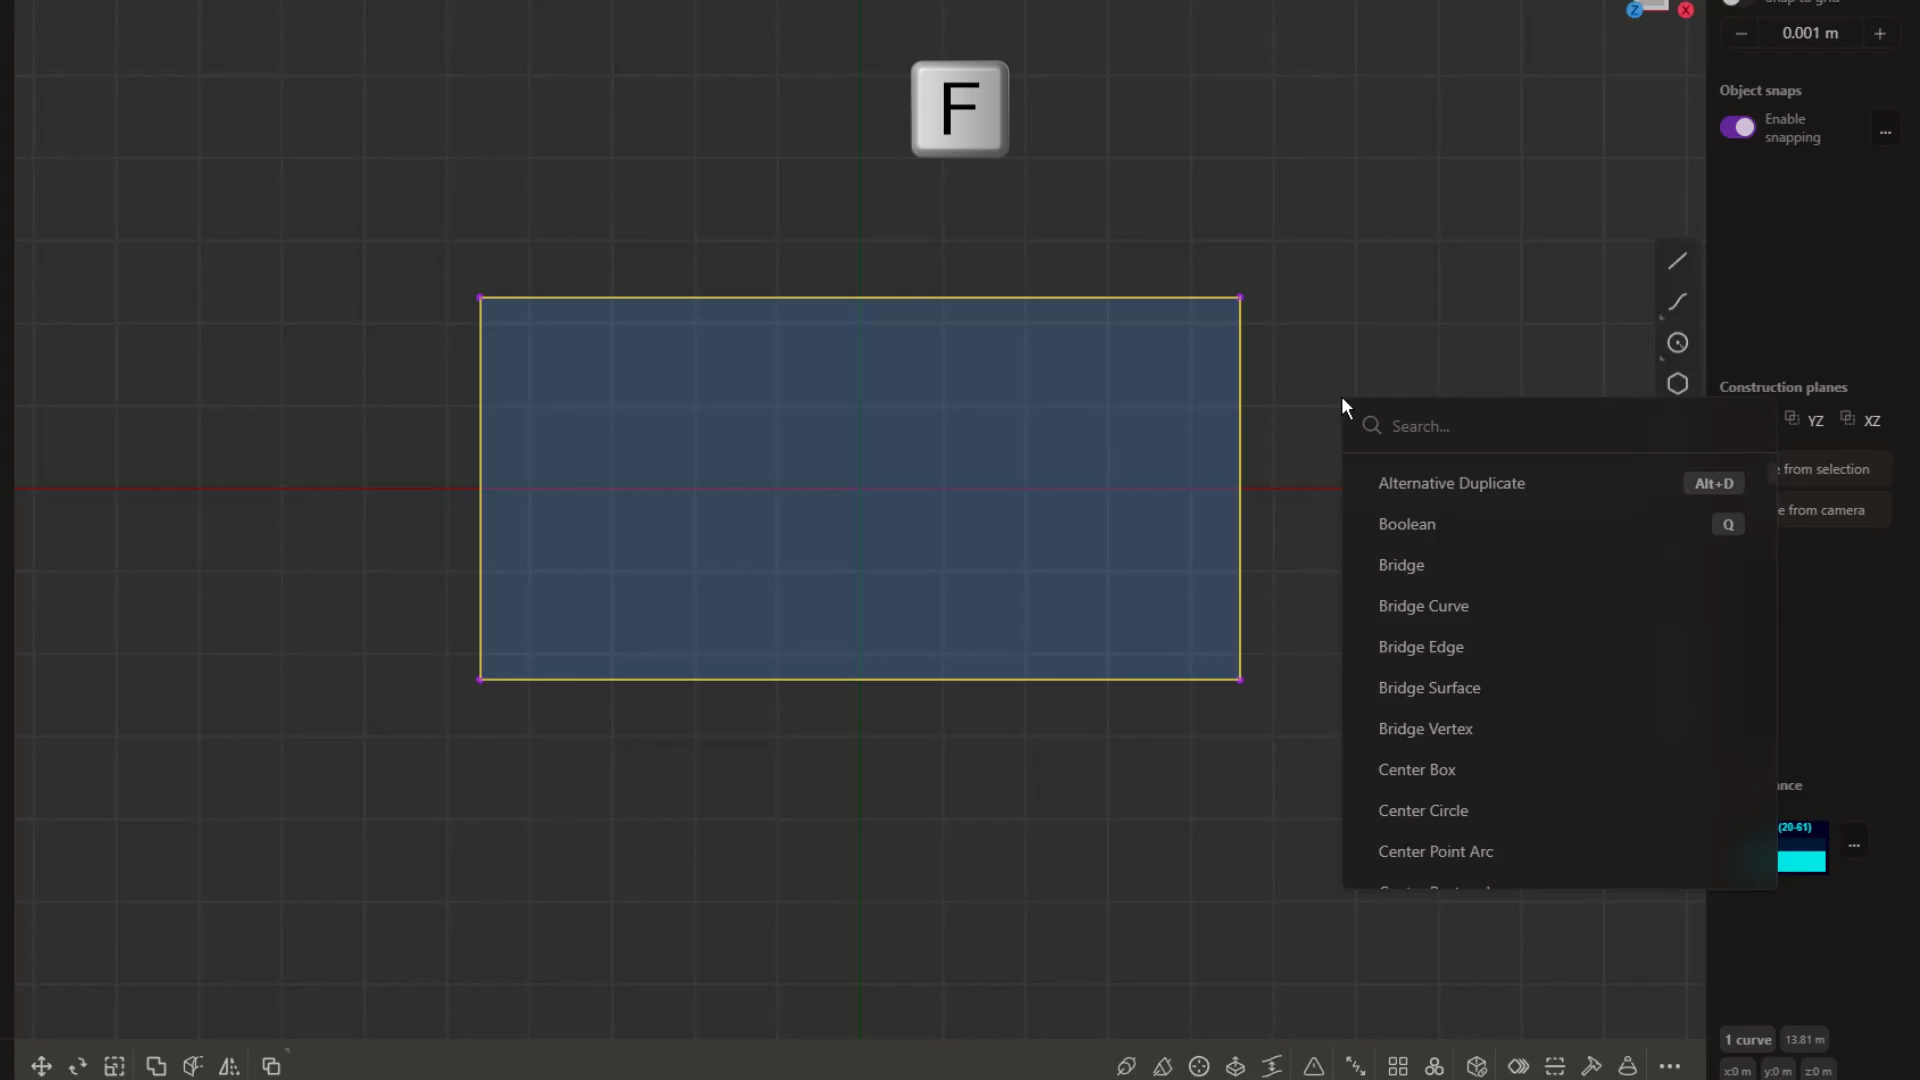 Z
X
0.001 m
F
Object snaps
Enable
snapping
...
Construction planes
YZ
XZ
Search...
Alternative Duplicate
Alt+D
Boolean
Q
Bridge
Bridge Curve
Bridge Edge
Bridge Surface
Bridge Vertex
Center Box
Center Circle
Center Point Arc
e from selection
e from camera
nce
(20-61)
...
1 curve
13.81 m
x:0 m
y:0 m
z:0 m